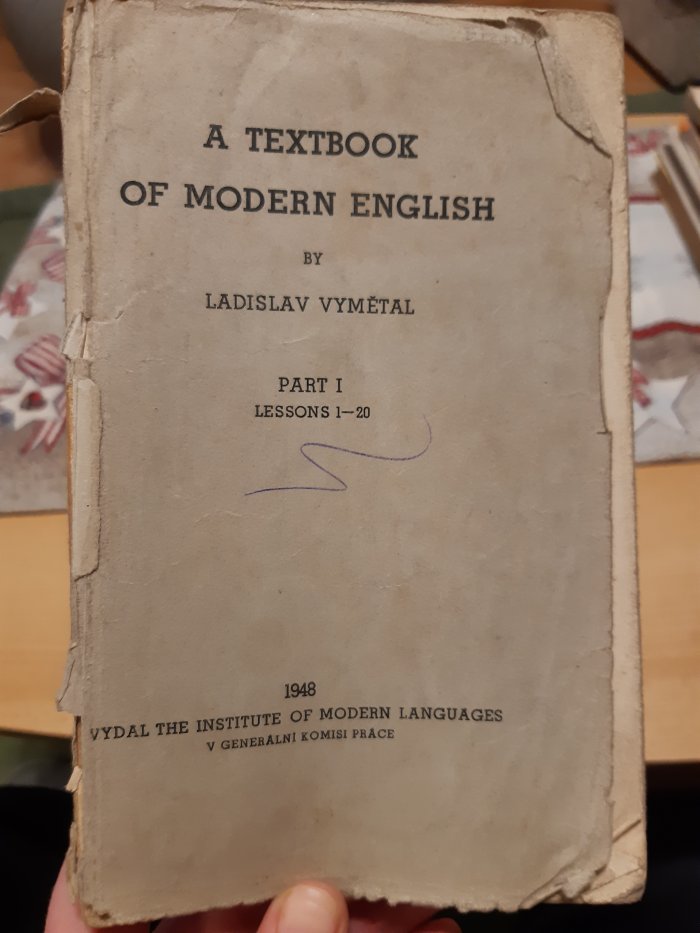 A TEXTBOOK
OF MODERN ENGLISH
BY
LADISLAV VYMĚTAL
PART I
LESSONS 1—20
1948
VYDAL THE INSTITUTE OF MODERN LANGUAGES
V GENERÁLNÍ KOMISI PRÁCE